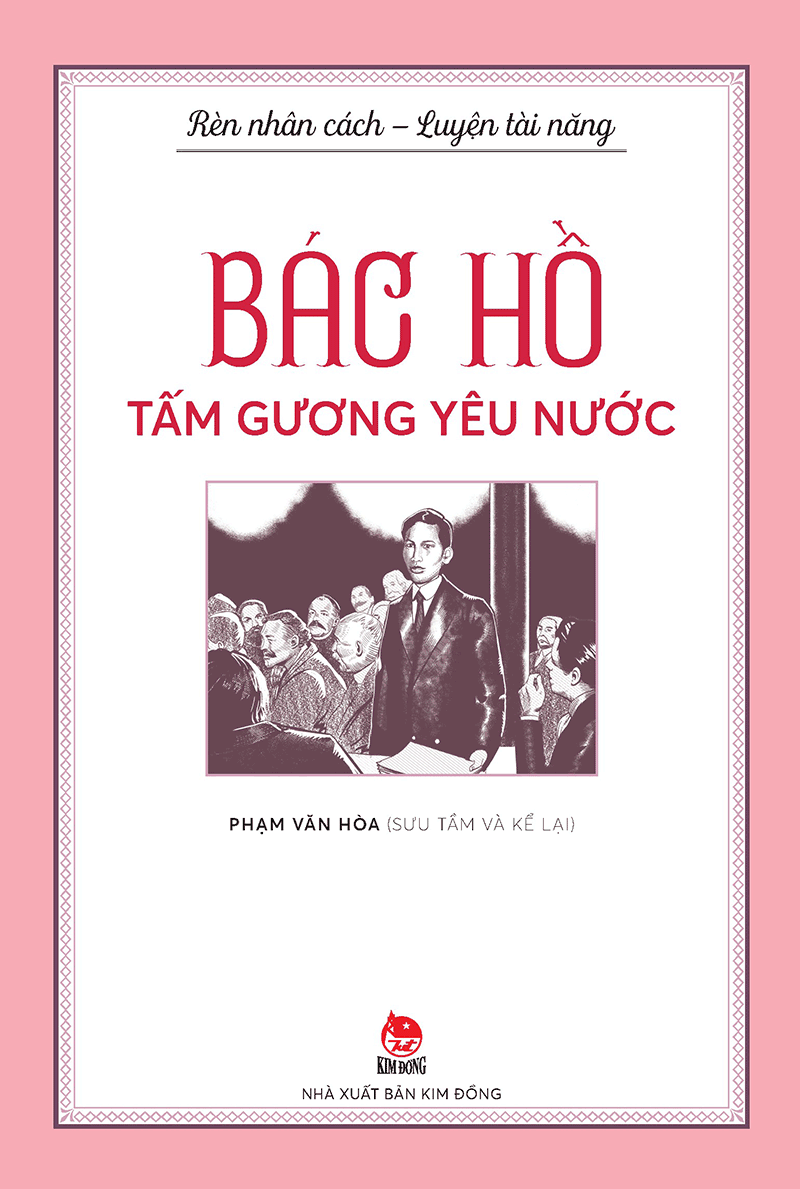 Rèn nhân cách – Luyện tài năng
BÁC HỒ
TẤM GƯƠNG YÊU NƯỚC
PHẠM VĂN HÒA (SƯU TẦM VÀ KỂ LẠI)
KIM ĐỒNG
NHÀ XUẤT BẢN KIM ĐỒNG